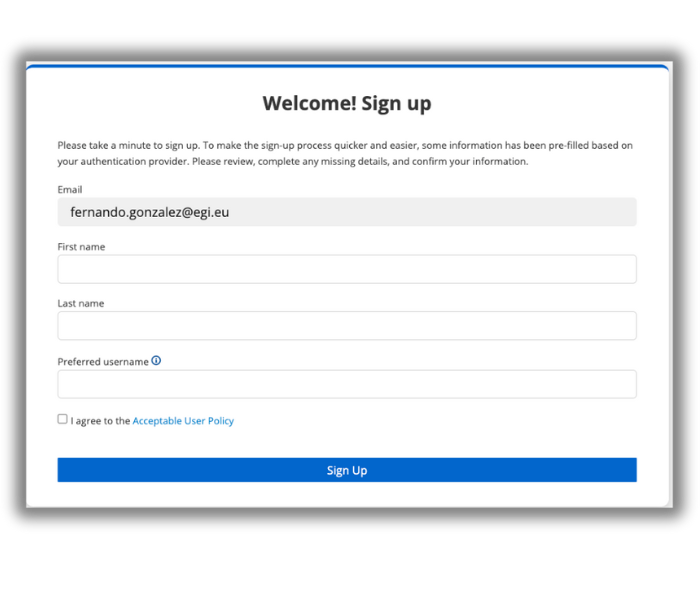 Welcome! Sign up
Please take a minute to sign up. To make the sign-up process quicker and easier, some information has been pre-filled based on
your authentication provider. Please review, complete any missing details, and confirm your information.
Email
fernando.gonzalez@egi.eu
First name
Last name
Preferred username
I agree to the Acceptable User Policy
Sign Up